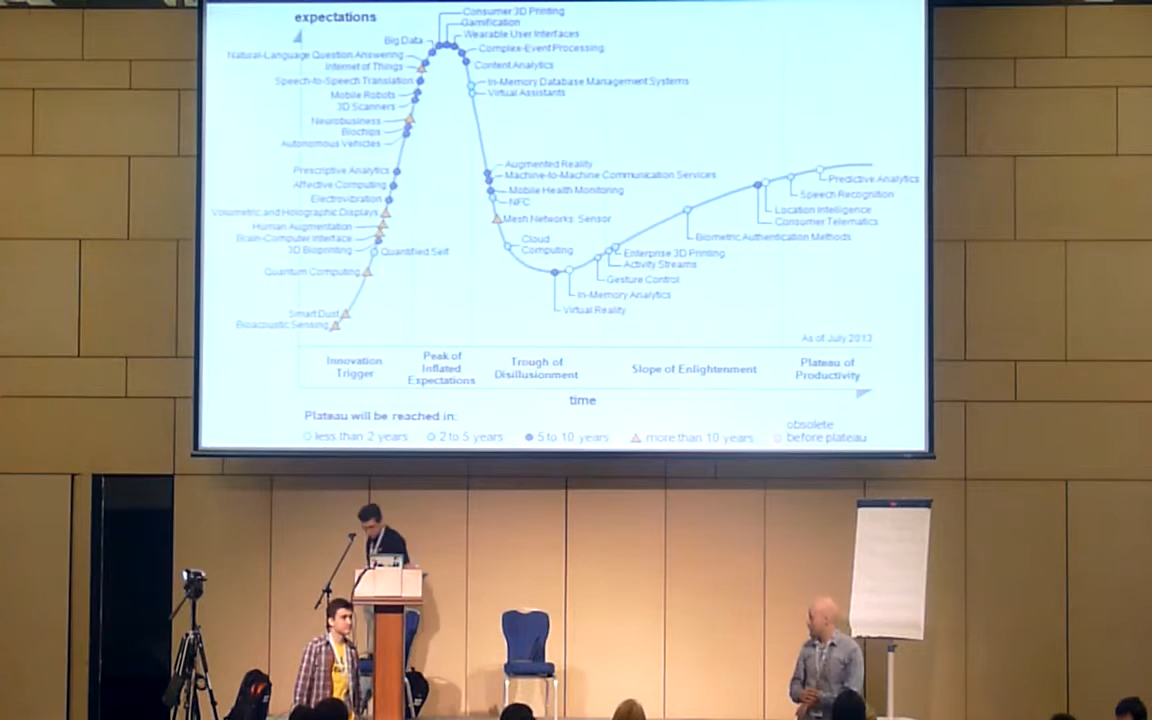 expectations
Consumer 3D Printing
Gamification
Wearable User Interfaces
Big Data
Complex-Event Processing
Natural-Language Question Answering
Internet of Things
Content Analytics
Speech-to-Speech Translation
In-Memory Database Management Systems
Mobile Robots
Virtual Assistants
3D Scanners
Neurobusiness
Biochips
Autonomous Vehicles
Augmented Reality
Prescriptive Analytics
Machine-to-Machine Communication Services
Affective Computing
Mobile Health Monitoring
Electrovibration
NFC
Volumetric and Holographic Displays
Mesh Networks: Sensor
Human Augmentation
Brain-Computer Interface
3D Bioprinting
Quantified Self
Cloud
Computing
Quantum Computing
Smart Dust
Bioacoustic Sensing
Predictive Analytics
Speech Recognition
Location Intelligence
Consumer Telematics
Biometric Authentication Methods
Enterprise 3D Printing
Activity Streams
Gesture Control
In-Memory Analytics
Virtual Reality
As of July 2013
Innovation
Trigger
Peak of
Inflated
Expectations
Trough of
Disillusionment
Slope of Enlightenment
Plateau of
Productivity
time
Plateau will be reached in:
less than 2 years
2 to 5 years
5 to 10 years
more than 10 years
obsolete
before plateau